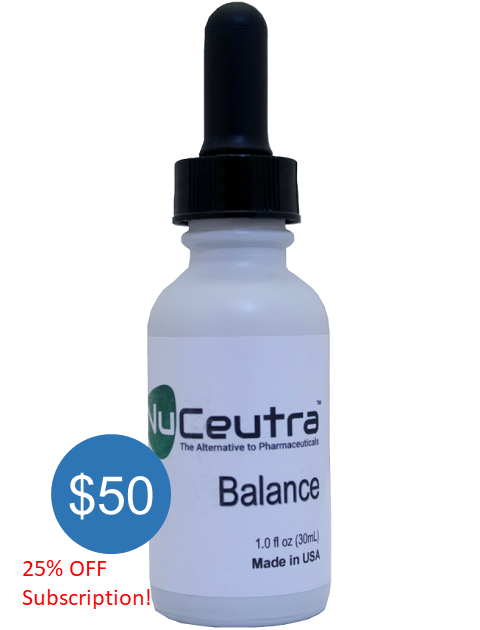 NuCeutra™
The Alternative to Pharmaceuticals
Balance
$50
1.0 fl oz (30mL)
Made in USA
25% OFF
Subscription!